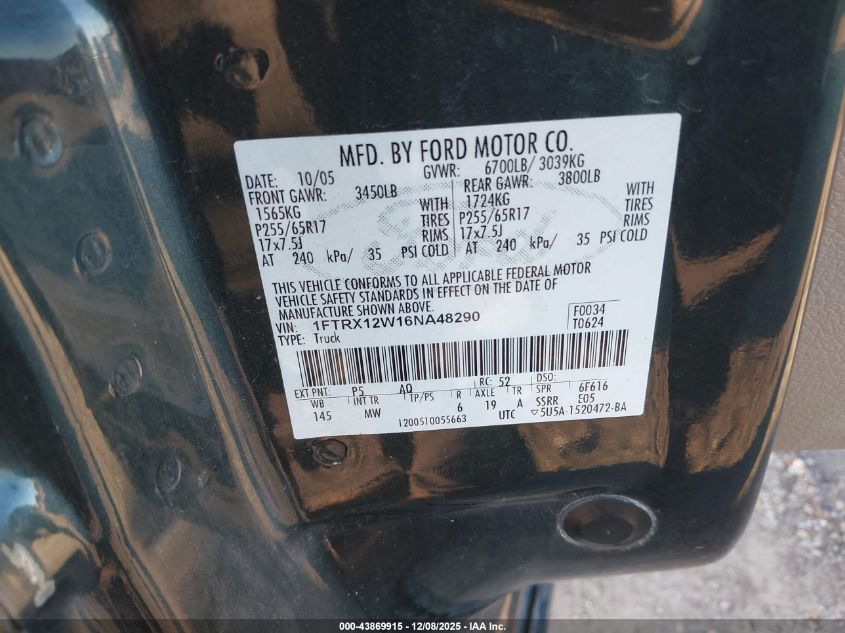 MFD. BY FORD MOTOR CO.
DATE: 10/05 GVWR: 6700LB/ 3039KG
FRONT GAWR: 3450LB REAR GAWR: 3800LB
1565KG WITH 1724KG WITH
P255/65R17 TIRES P255/65R17 TIRES
17x7.5J RIMS 17x7.5J RIMS
AT 240 kPa/ 35 PSI COLD AT 240 kPa/ 35 PSI COLD
THIS VEHICLE CONFORMS TO ALL APPLICABLE FEDERAL MOTOR
VEHICLE SAFETY STANDARDS IN EFFECT ON THE DATE OF
MANUFACTURE SHOWN ABOVE.
VIN: 1FTRX12W16NA48290 F0034
TYPE: Truck T0624
EXT PNT: P5 AQ RC: 52 DSO:
WB INT TR TP/PS R AXLE TR SPR 6F616
145 MW 6 19 A SSRR E05
1200510055663 UTC ▽5U5A-1520472-BA
000-43869915 - 12/08/2025 - IAA Inc.